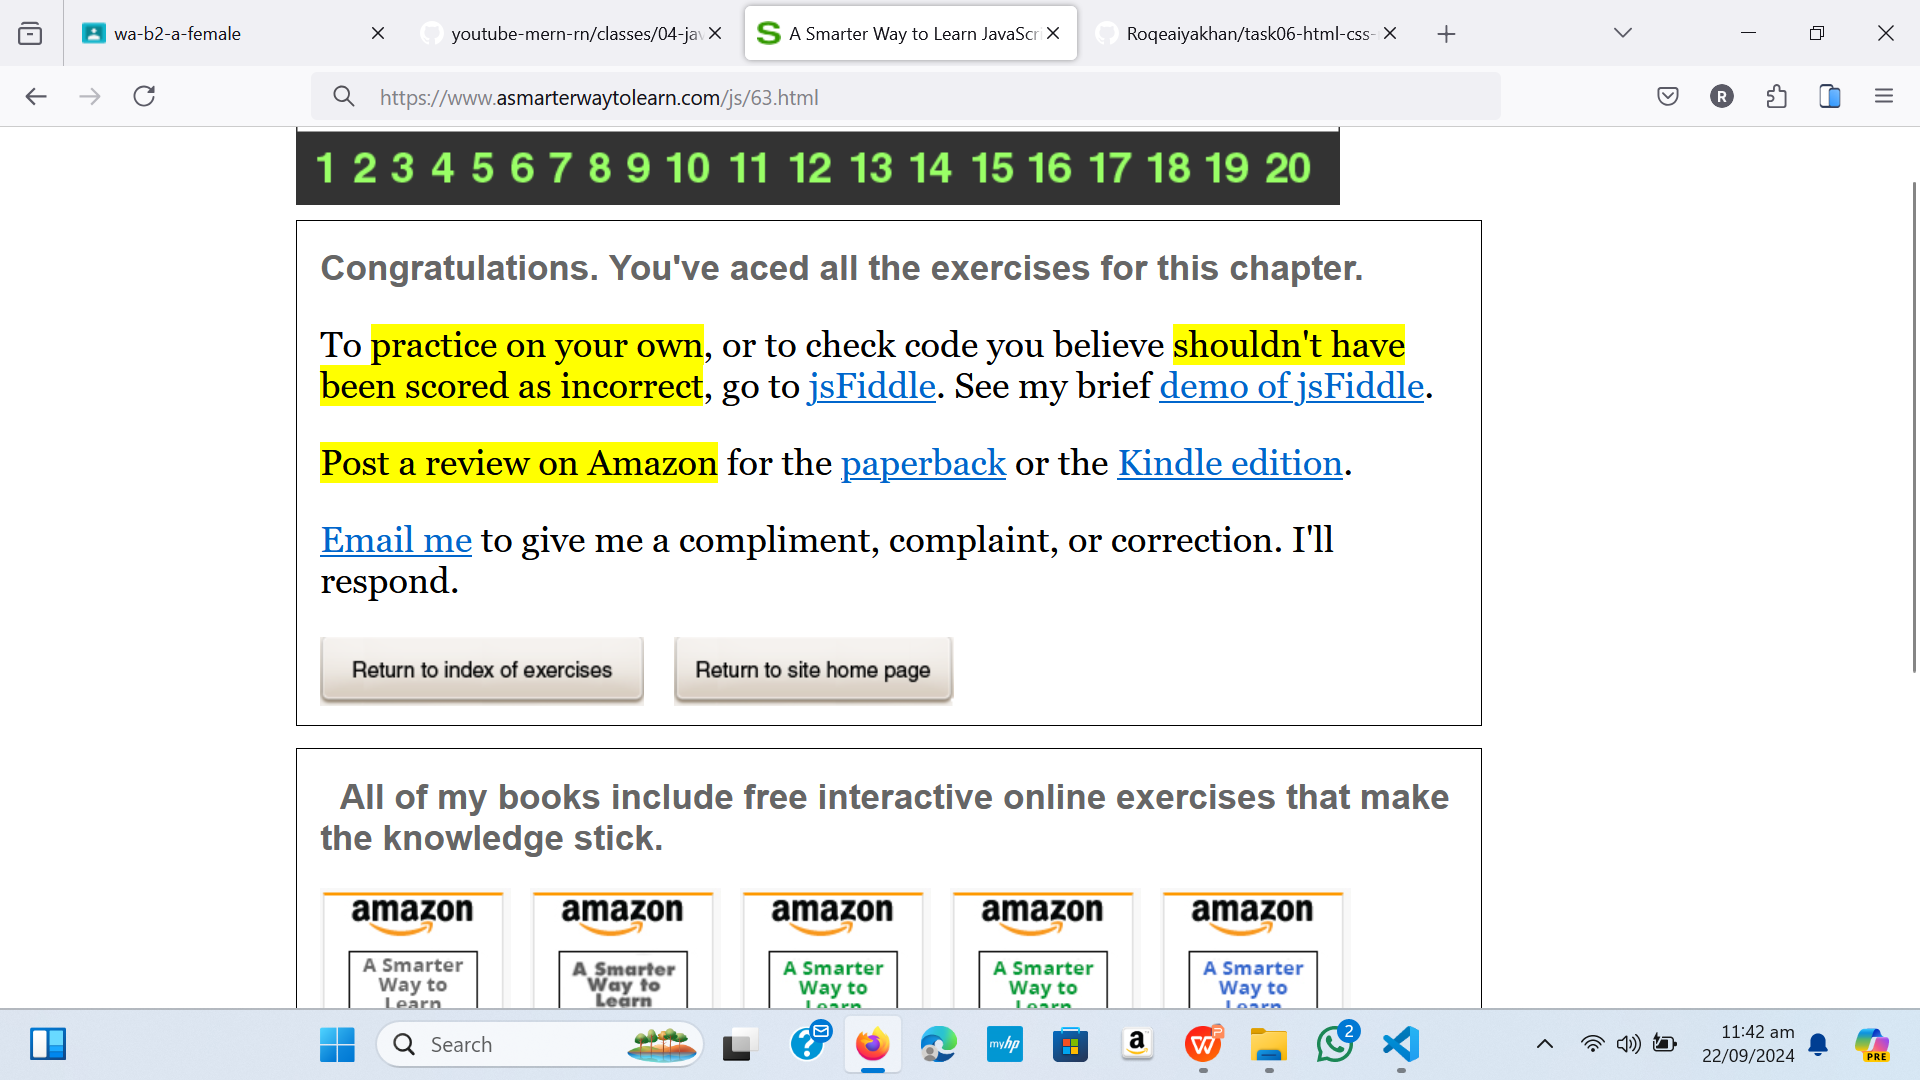 wa-b2-a-female
youtube-mern-rn/classes/04-jav
A Smarter Way to Learn JavaScri
Roqeaiyakhan/task06-html-css-
https://www.asmarterwaytolearn.com/js/63.html
R
1 2 3 4 5 6 7 8 9 10 11 12 13 14 15 16 17 18 19 20
Congratulations. You've aced all the exercises for this chapter.
To practice on your own, or to check code you believe shouldn't have
been scored as incorrect, go to jsFiddle. See my brief demo of jsFiddle.
Post a review on Amazon for the paperback or the Kindle edition.
Email me to give me a compliment, complaint, or correction. I'll
respond.
Return to index of exercises
Return to site home page
All of my books include free interactive online exercises that make
the knowledge stick.
amazon amazon amazon amazon amazon
A Smarter A Smarter A Smarter A Smarter A Smarter
Way to Way to Way to Way to Way to
Learn Learn Learn Learn Learn
Search
myhp
a
W
P
2
11:42 am
22/09/2024
PRE